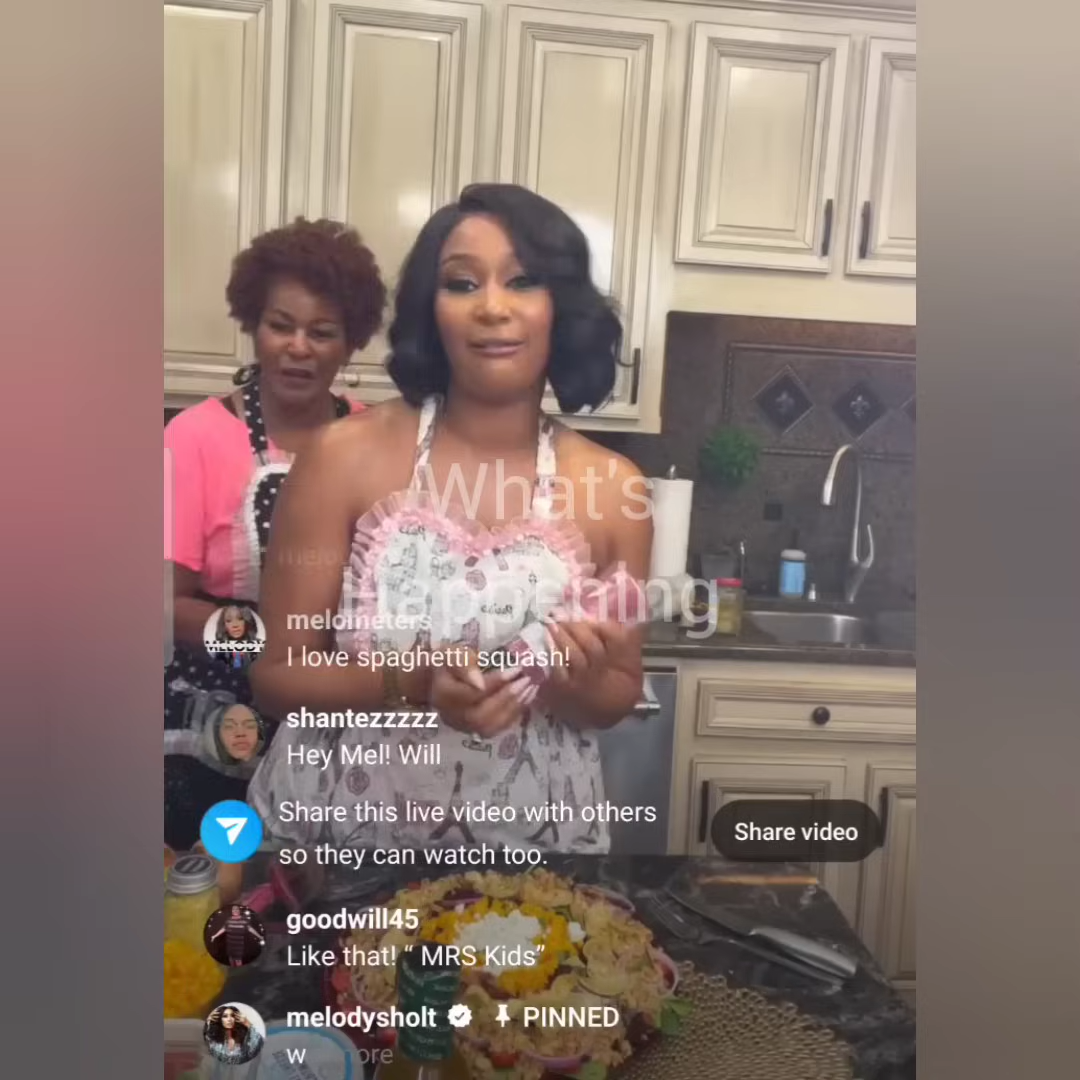 What's
Happening
melometers
I love spaghetti squash!
shantezzzzz
Hey Mel! Will
Share this live video with others
so they can watch too.
Share video
goodwill45
Like that! “ MRS Kids”
melodysholt PINNED
w ore